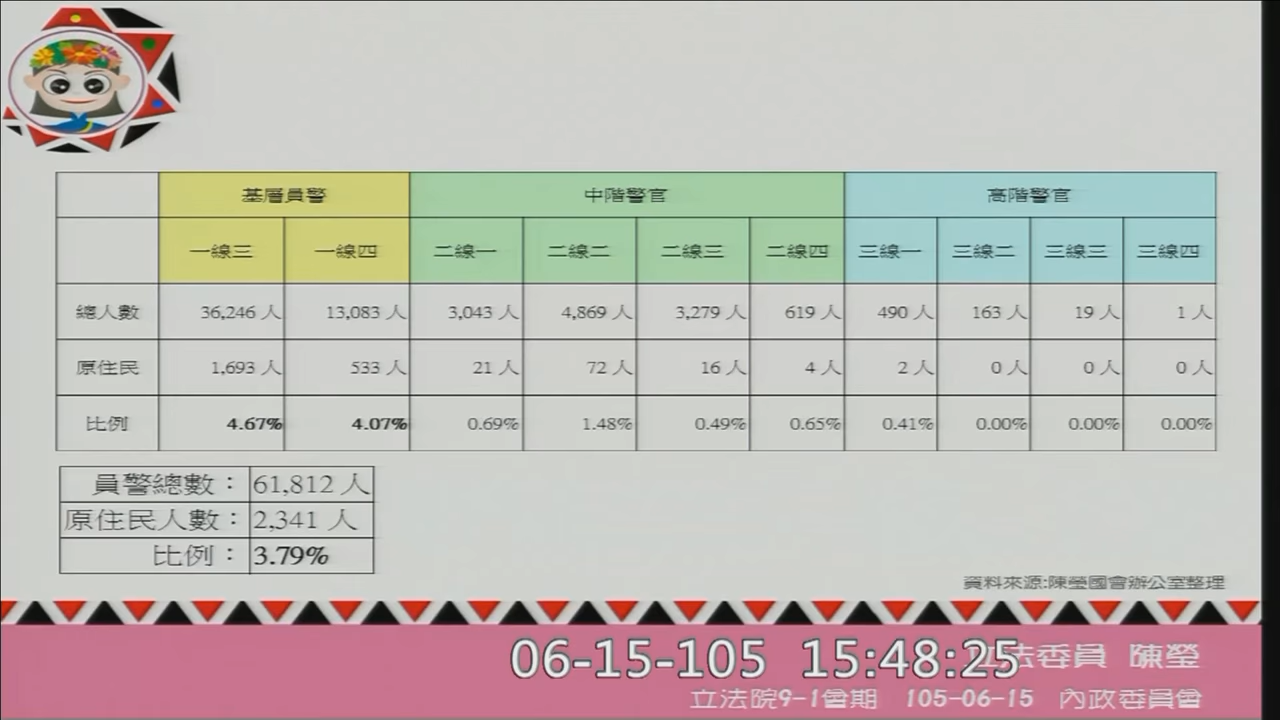 基層員警 中階警官 高階警官
一線三 一線四 二線一 二線二 二線三 二線四 三線一 三線二 三線三 三線四
總人數 36,246 人 13,083 人 3,043 人 4,869 人 3,279 人 619 人 490 人 163 人 19 人 1 人
原住民 1,693 人 533 人 21 人 72 人 16 人 4 人 2 人 0 人 0 人 0 人
比例 4.67% 4.07% 0.69% 1.48% 0.49% 0.65% 0.41% 0.00% 0.00% 0.00%
員警總數： 61,812 人
原住民人數： 2,341 人
比例： 3.79%
資料來源:陳瑩國會辦公室整理
06-15-105 15:48:25
立法委員 陳瑩
立法院9-1會期 105-06-15 內政委員會